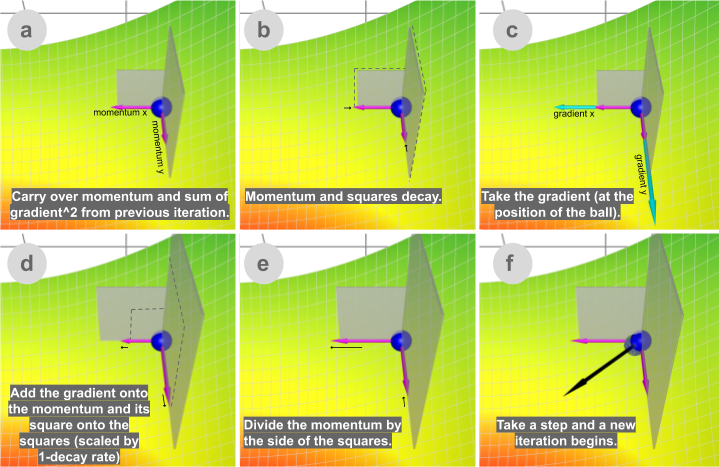 a
momentum x
momentum y
Carry over momentum and sum of
gradient^2 from previous iteration.
b
Momentum and squares decay.
c
gradient x
gradient y
Take the gradient (at the
position of the ball).
d
Add the gradient onto
the momentum and its
square onto the
squares (scaled by
1-decay rate)
e
Divide the momentum by
the side of the squares.
f
Take a step and a new
iteration begins.